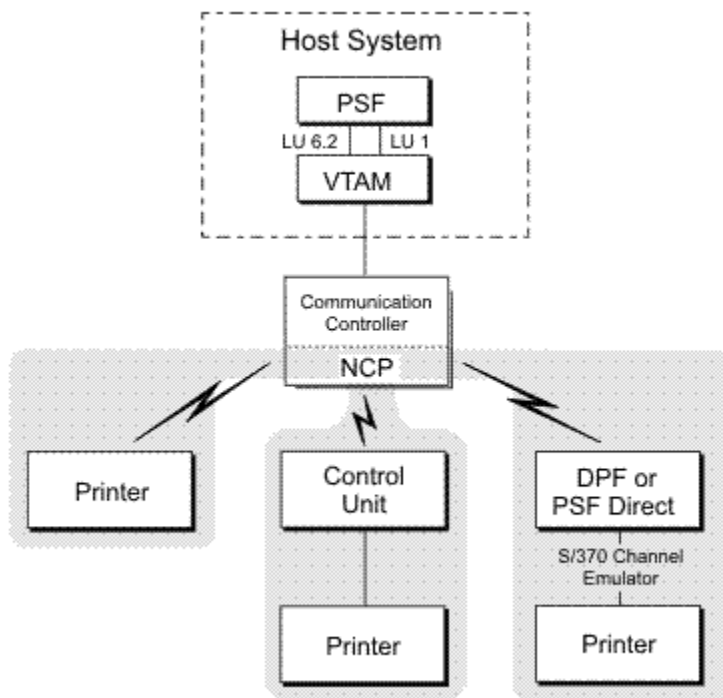 Host System
PSF
LU 6.2 LU 1
VTAM
Communication
Controller
NCP
Printer
Control
Unit
DPF or
PSF Direct
S/370 Channel
Emulator
Printer
Printer